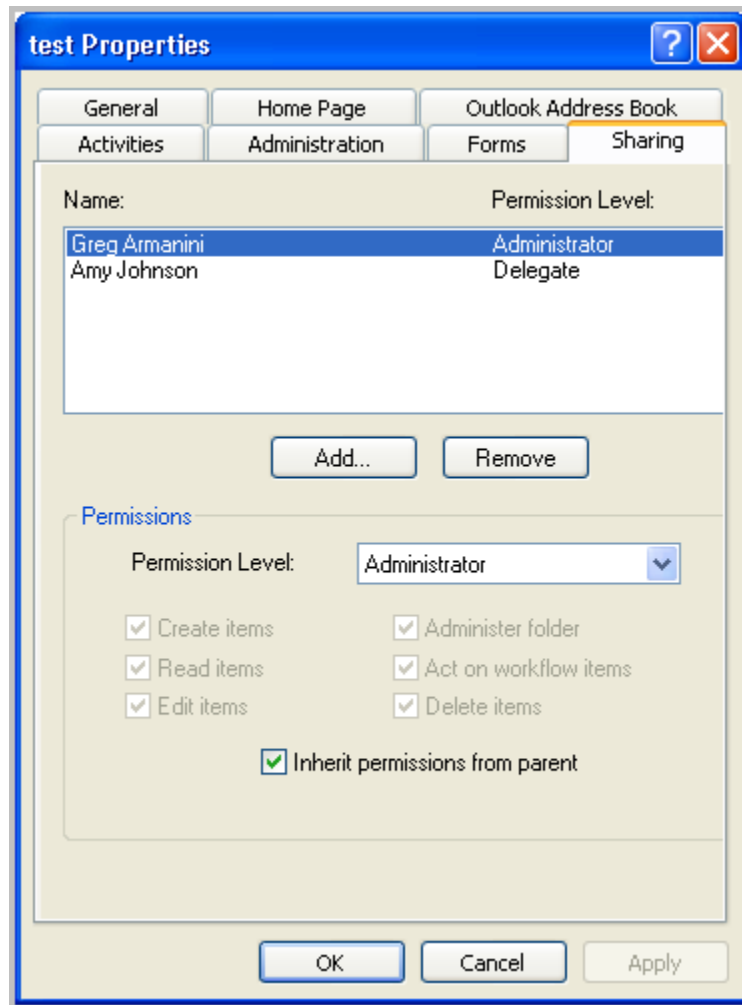 test Properties ?
General Home Page Outlook Address Book
Activities Administration Forms Sharing
Name: Permission Level:
Greg Armanini Administrator
Amy Johnson Delegate
Add... Remove
Permissions
Permission Level: Administrator
Create items Administer folder
Read items Act on workflow items
Edit items Delete items
Inherit permissions from parent
OK Cancel Apply